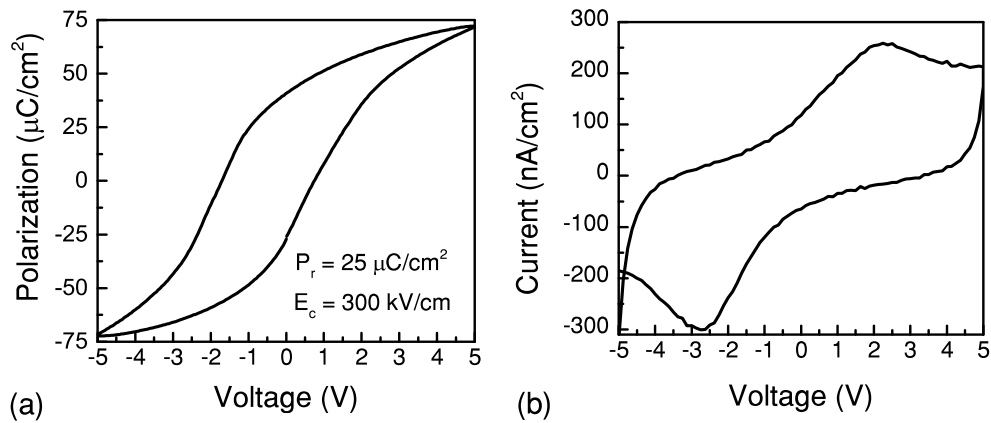 75
50
25
0
-25
-50
-75
Polarization (μC/cm²)
P_r = 25 μC/cm²
E_c = 300 kV/cm
-5 -4 -3 -2 -1 0 1 2 3 4 5
Voltage (V)
(a)
300
200
100
0
-100
-200
-300
Current (nA/cm²)
-5 -4 -3 -2 -1 0 1 2 3 4 5
Voltage (V)
(b)